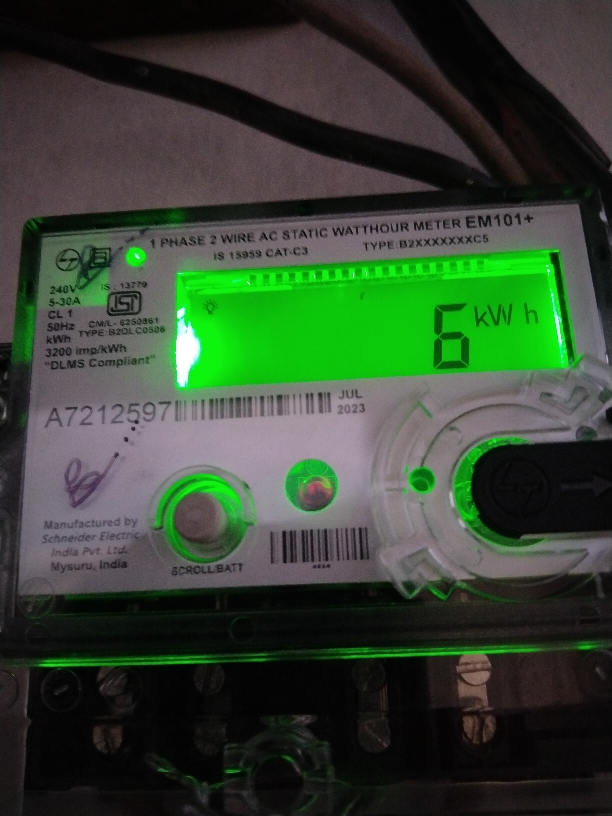 1 PHASE 2 WIRE AC STATIC WATTHOUR METER EM101+
IS 15959 CAT-C3 TYPE:B2XXXXXXXC5
240V IS : 13779
5-30A
CL 1
50Hz CM/L- 6250861
kWh TYPE:B2DLC0506
3200 imp/kWh
"DLMS Compliant"
6 kWh
A7212597
JUL
2023
Manufactured by
Schneider Electric
India Pvt. Ltd.
Mysuru, India
SCROLL/BATT